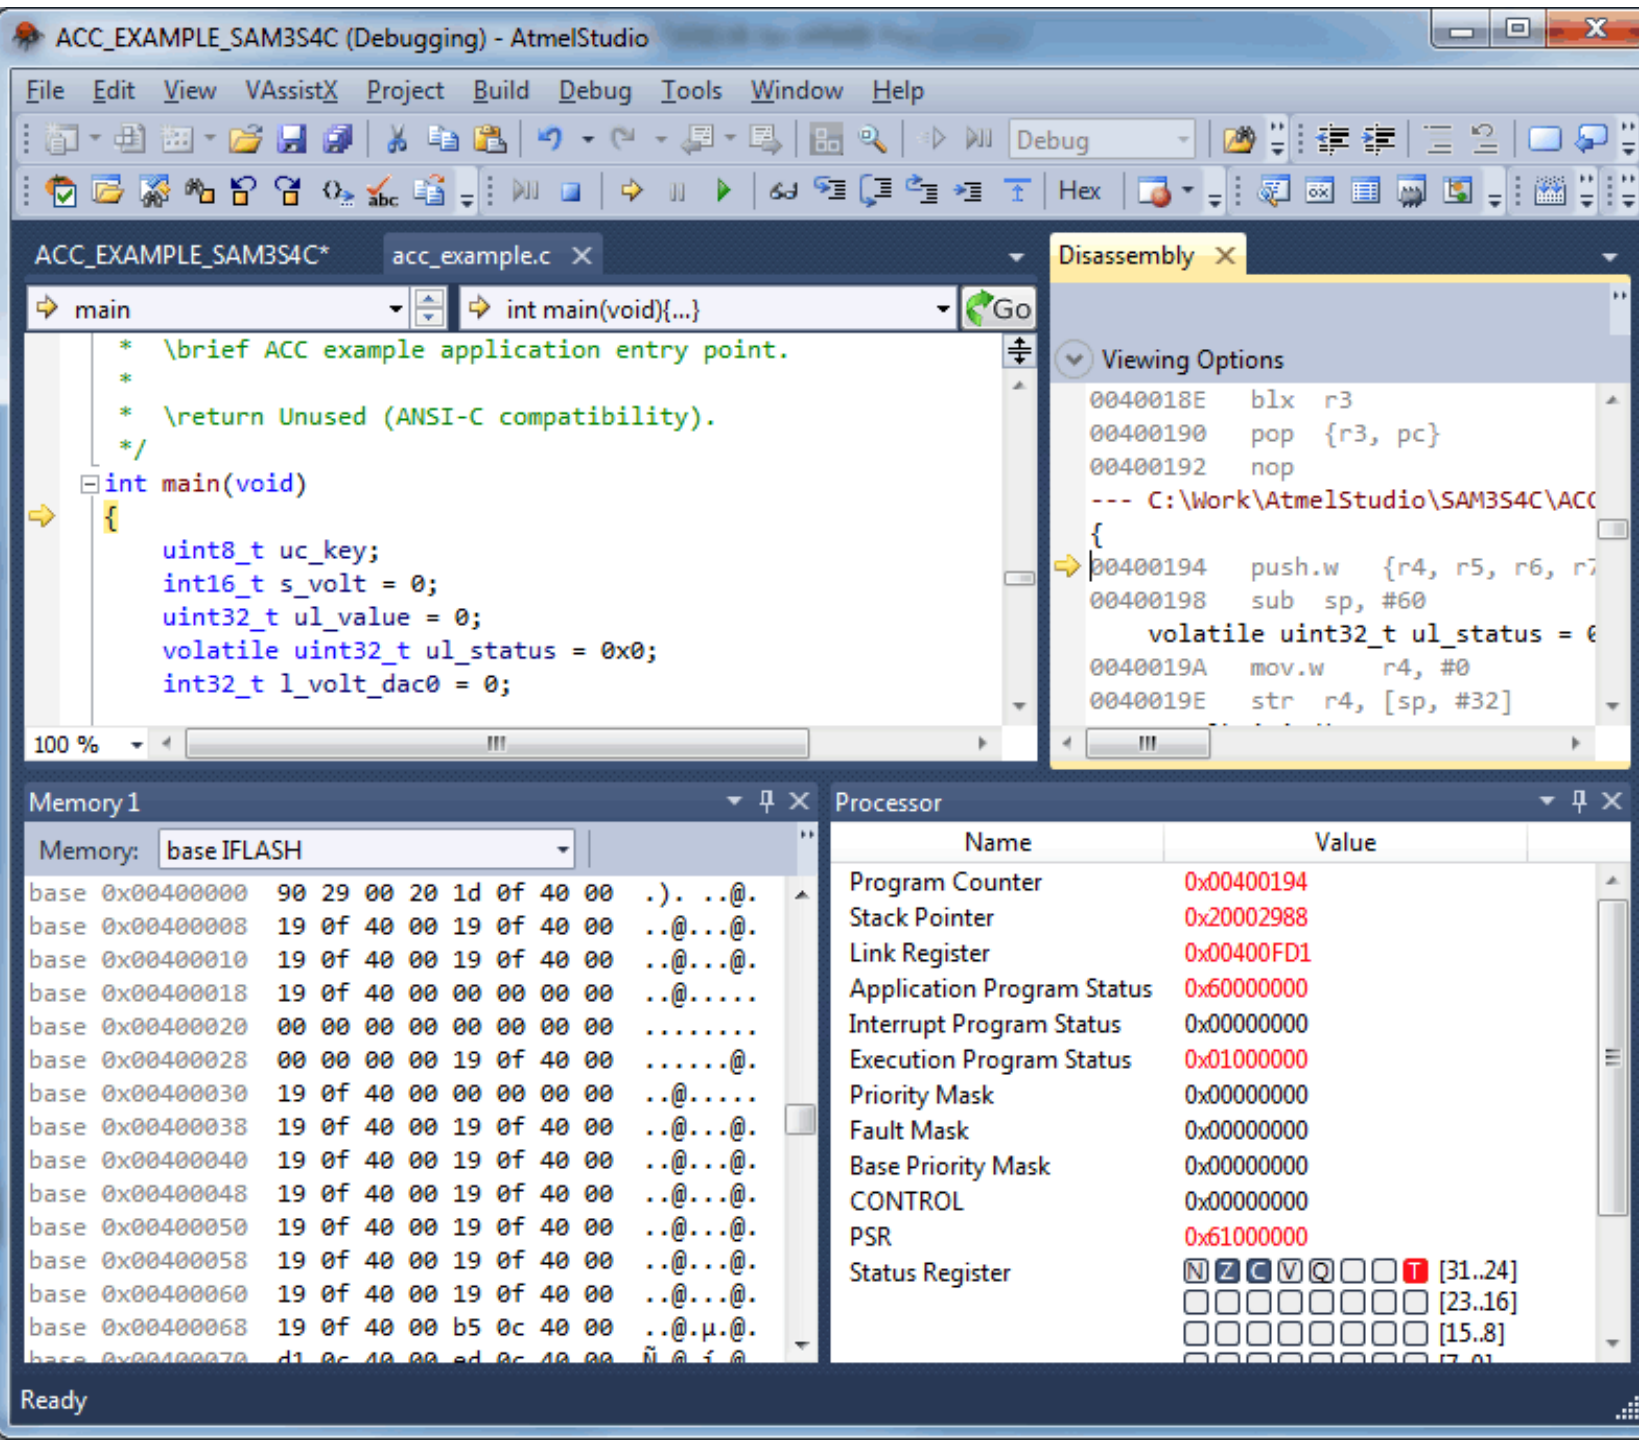 ACC_EXAMPLE_SAM3S4C (Debugging) - AtmelStudio
File Edit View VAssistX Project Build Debug Tools Window Help
Debug
abc Hex
ACC_EXAMPLE_SAM3S4C*
acc_example.c
main
int main(void){...}
Go
* \brief ACC example application entry point.
*
* \return Unused (ANSI-C compatibility).
*/
int main(void)
{
uint8_t uc_key;
int16_t s_volt = 0;
uint32_t ul_value = 0;
volatile uint32_t ul_status = 0x0;
int32_t l_volt_dac0 = 0;
100 %
Disassembly
Viewing Options
0040018E blx r3
00400190 pop {r3, pc}
00400192 nop
--- C:\Work\AtmelStudio\SAM3S4C\ACC
{
00400194 push.w {r4, r5, r6, r7
00400198 sub sp, #60
volatile uint32_t ul_status = 0
0040019A mov.w r4, #0
0040019E str r4, [sp, #32]
Memory 1
Memory: base IFLASH
base 0x00400000 90 29 00 20 1d 0f 40 00 .). ..@.
base 0x00400008 19 0f 40 00 19 0f 40 00 ..@...@.
base 0x00400010 19 0f 40 00 19 0f 40 00 ..@...@.
base 0x00400018 19 0f 40 00 00 00 00 00 ..@.....
base 0x00400020 00 00 00 00 00 00 00 00 ........
base 0x00400028 00 00 00 00 19 0f 40 00 ......@.
base 0x00400030 19 0f 40 00 00 00 00 00 ..@.....
base 0x00400038 19 0f 40 00 19 0f 40 00 ..@...@.
base 0x00400040 19 0f 40 00 19 0f 40 00 ..@...@.
base 0x00400048 19 0f 40 00 19 0f 40 00 ..@...@.
base 0x00400050 19 0f 40 00 19 0f 40 00 ..@...@.
base 0x00400058 19 0f 40 00 19 0f 40 00 ..@...@.
base 0x00400060 19 0f 40 00 19 0f 40 00 ..@...@.
base 0x00400068 19 0f 40 00 b5 0c 40 00 ..@.µ.@.
base 0x00400070 d1 0c 40 00 ed 0c 40 00 Ñ.@.í.@.
Processor
Name Value
Program Counter 0x00400194
Stack Pointer 0x20002988
Link Register 0x00400FD1
Application Program Status 0x60000000
Interrupt Program Status 0x00000000
Execution Program Status 0x01000000
Priority Mask 0x00000000
Fault Mask 0x00000000
Base Priority Mask 0x00000000
CONTROL 0x00000000
PSR 0x61000000
Status Register N Z C V Q T [31..24]
[23..16]
[15..8]
[7..0]
Ready